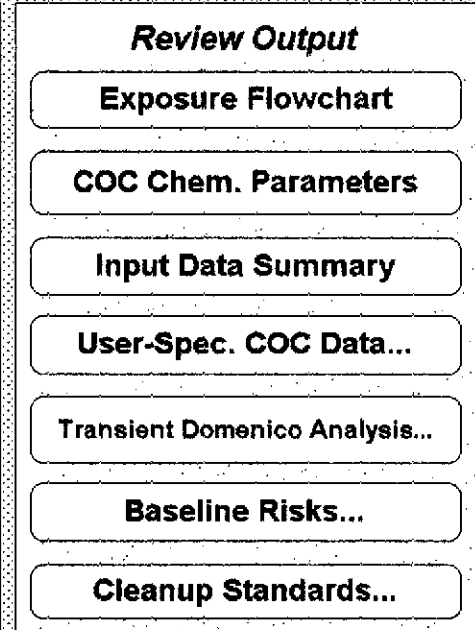 Review Output
Exposure Flowchart
COC Chem. Parameters
Input Data Summary
User-Spec. COC Data...
Transient Domenico Analysis...
Baseline Risks...
Cleanup Standards...